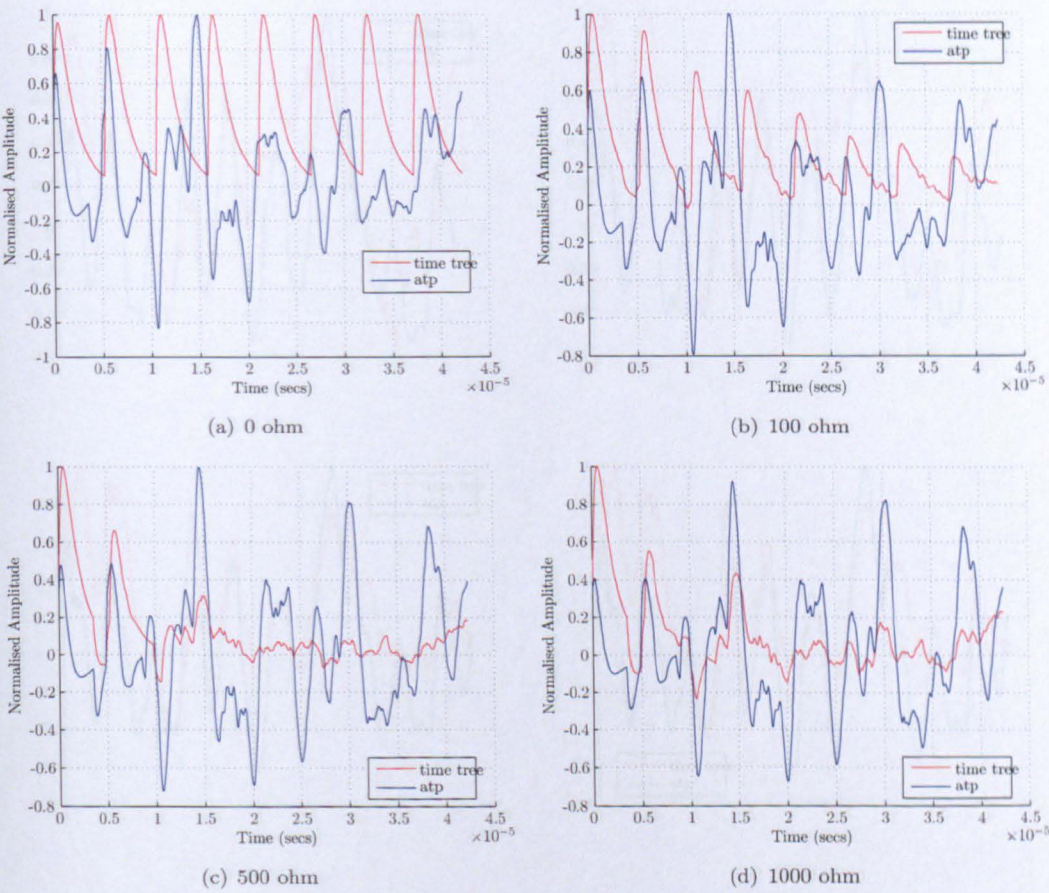 1
0.8
0.6
0.4
0.2
0
-0.2
-0.4
-0.6
-0.8
-1
Normalised Amplitude
0 0.5 1 1.5 2 2.5 3 3.5 4 4.5
Time (secs)
×10⁻⁵
time tree
atp
(a) 0 ohm
1
0.8
0.6
0.4
0.2
0
-0.2
-0.4
-0.6
-0.8
Normalised Amplitude
0 0.5 1 1.5 2 2.5 3 3.5 4 4.5
Time (secs)
×10⁻⁵
time tree
atp
(b) 100 ohm
1
0.8
0.6
0.4
0.2
0
-0.2
-0.4
-0.6
-0.8
Normalised Amplitude
0 0.5 1 1.5 2 2.5 3 3.5 4 4.5
Time (secs)
×10⁻⁵
time tree
atp
(c) 500 ohm
1
0.8
0.6
0.4
0.2
0
-0.2
-0.4
-0.6
-0.8
Normalised Amplitude
0 0.5 1 1.5 2 2.5 3 3.5 4 4.5
Time (secs)
×10⁻⁵
time tree
atp
(d) 1000 ohm